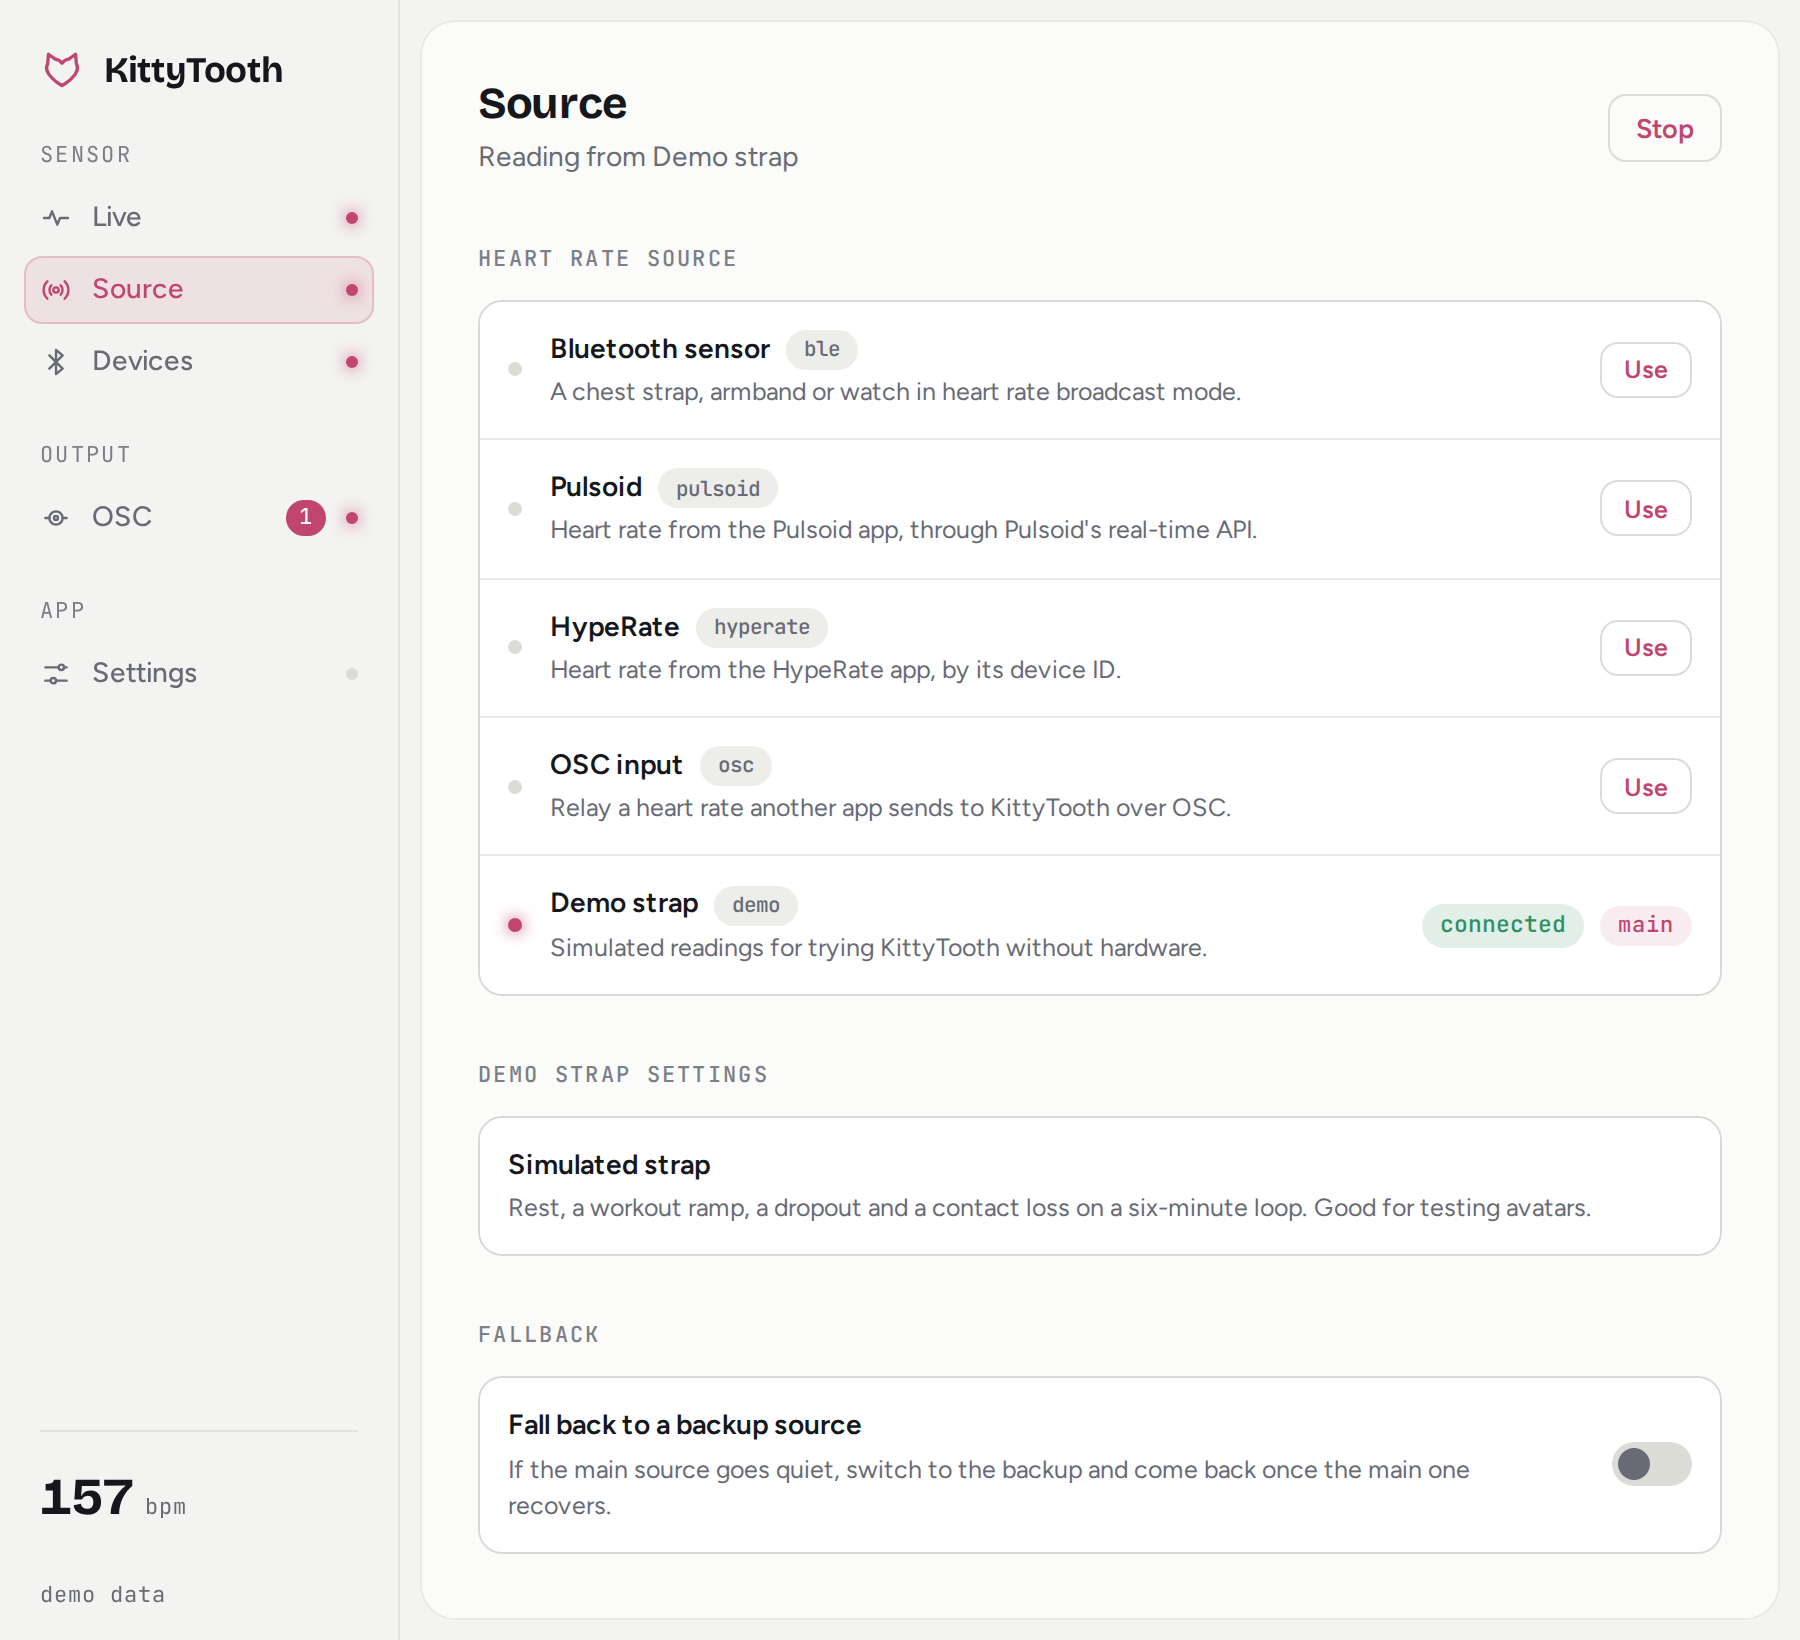 KittyTooth
SENSOR
Live
Source
Devices
OUTPUT
OSC 1
APP
Settings
157 bpm
demo data
Source
Reading from Demo strap
Stop
HEART RATE SOURCE
Bluetooth sensor ble
A chest strap, armband or watch in heart rate broadcast mode.
Use
Pulsoid pulsoid
Heart rate from the Pulsoid app, through Pulsoid's real-time API.
Use
HypeRate hyperate
Heart rate from the HypeRate app, by its device ID.
Use
OSC input osc
Relay a heart rate another app sends to KittyTooth over OSC.
Use
Demo strap demo
Simulated readings for trying KittyTooth without hardware.
connected main
DEMO STRAP SETTINGS
Simulated strap
Rest, a workout ramp, a dropout and a contact loss on a six-minute loop. Good for testing avatars.
FALLBACK
Fall back to a backup source
If the main source goes quiet, switch to the backup and come back once the main one
recovers.